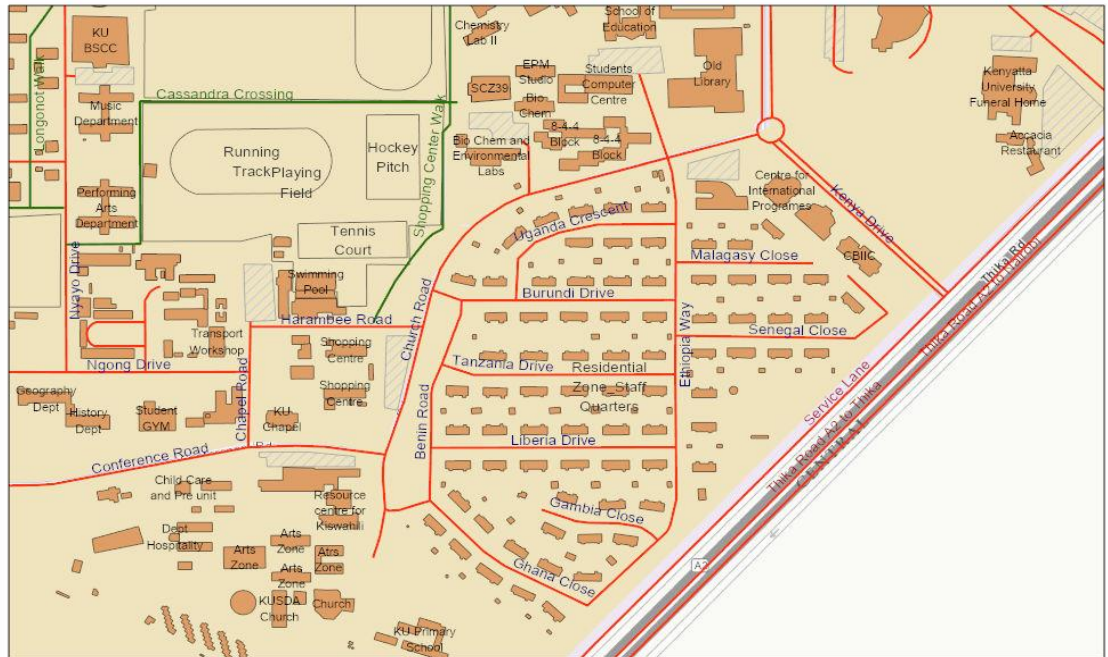 KU
BSCC
Longonot Walk
Music
Department
Cassandra Crossing
Shopping Center Walk
Running
TrackPlaying
Field
Hockey
Pitch
Tennis
Court
Performing
Arts
Department
Nyayo Drive
Swimming
Pool
Harambee Road
Transport
Workshop
Ngong Drive
Chapel Road
Shopping
Centre
Shopping
Centre
KU
Chapel
Geography
Dept
History
Dept
Student
GYM
Conference Road
Rd
Child Care
and Pre unit
Resource
centre for
Kiswahili
Dept
Hospitality
Arts
Zone
Arts
Zone
Atrs
Zone
Arts
Zone
KUSDA
Church
Church
KU Primary
School
Chemistry
Lab II
School of
Education
EPM
Studio
SCZ39
Bio
Chem
Students
Computer
Centre
Old
Library
8-4-4
Block
8-4-4
Block
Bio Chem and
Environmental
Labs
Kenyatta
University
Funeral Home
Accacia
Restaurant
Centre for
International
Programes
CBIIC
Kenya Drive
Uganda Crescent
Malagasy Close
Burundi Drive
Senegal Close
Church Road
Tanzania Drive
Residential
Zone_Staff
Quarters
Ethiopia Way
Benin Road
Liberia Drive
Gambia Close
Ghana Close
Service Lane
Thika Rd
Thika Road A2 to Nairobi
Thika Road A2 to Thika
CENTRAL
A2